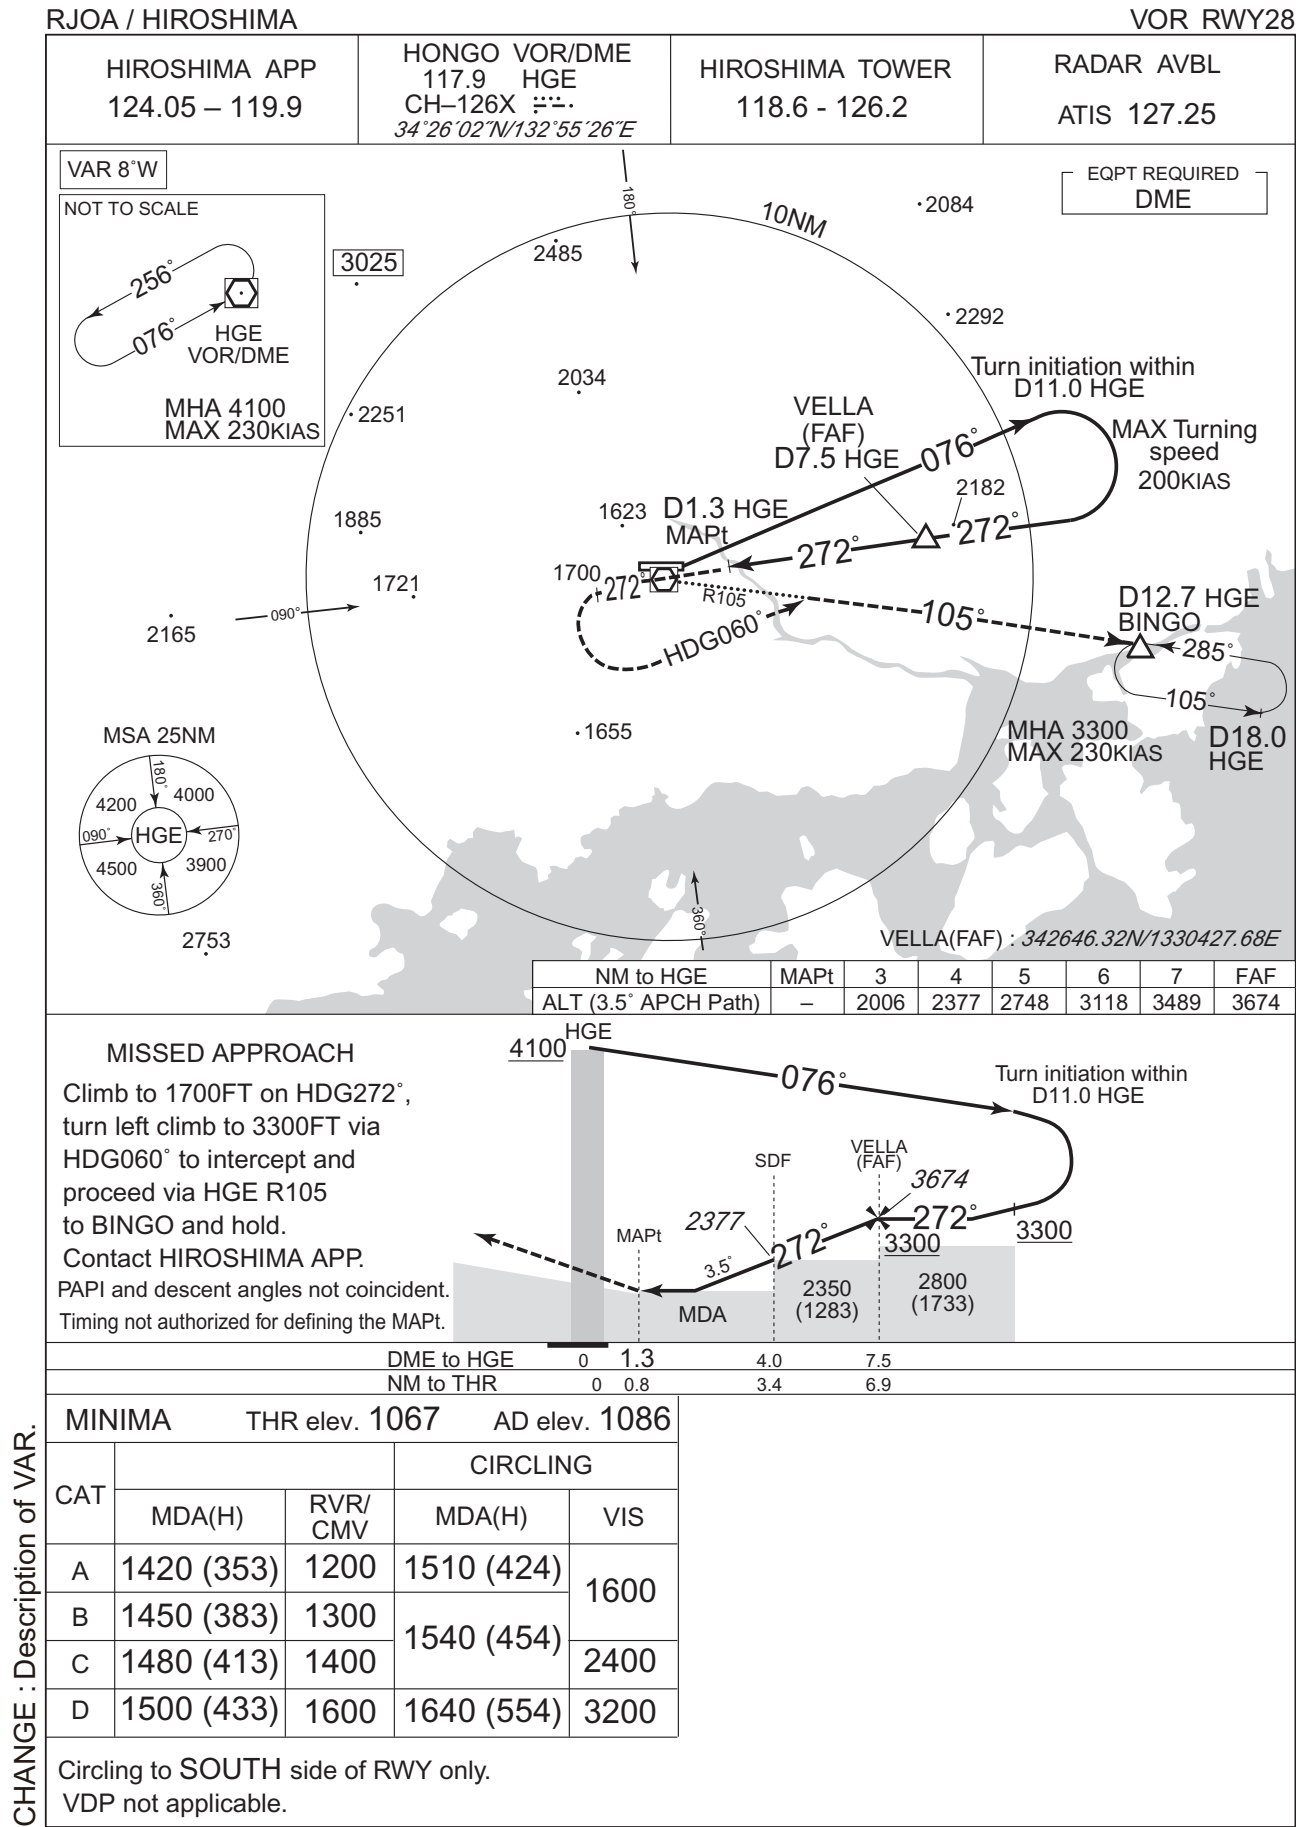 RJOA / HIROSHIMA
VOR RWY28
HIROSHIMA APP
124.05 – 119.9
HONGO VOR/DME
117.9 HGE
CH–126X
34°26´02˝N/132°55´26˝E
HIROSHIMA TOWER
118.6 - 126.2
RADAR AVBL
ATIS 127.25
VAR 8°W
NOT TO SCALE
256°
076°
HGE
VOR/DME
MHA 4100
MAX 230KIAS
EQPT REQUIRED
DME
180°
10NM
2084
2485
3025
2292
2034
2251
Turn initiation within
D11.0 HGE
VELLA
(FAF)
D7.5 HGE
076°
MAX Turning
speed
200KIAS
2182
1885
1623
D1.3 HGE
MAPt
272°
272°
1721
1700
272°
R105
090°
2165
HDG060°
105°
D12.7 HGE
BINGO
285°
105°
D18.0
HGE
MHA 3300
MAX 230KIAS
1655
MSA 25NM
180°
4200
4000
090°
HGE
270°
4500
3900
360°
2753
360°
VELLA(FAF) : 342646.32N/1330427.68E
NM to HGE MAPt 3 4 5 6 7 FAF
ALT (3.5° APCH Path) – 2006 2377 2748 3118 3489 3674
MISSED APPROACH
Climb to 1700FT on HDG272°,
turn left climb to 3300FT via
HDG060° to intercept and
proceed via HGE R105
to BINGO and hold.
Contact HIROSHIMA APP.
PAPI and descent angles not coincident.
Timing not authorized for defining the MAPt.
HGE
4100
076°
Turn initiation within
D11.0 HGE
SDF
VELLA
(FAF)
3674
2377
272°
272°
3300
3300
MAPt
3.5°
MDA
2350
(1283)
2800
(1733)
DME to HGE 0 1.3 4.0 7.5
NM to THR 0 0.8 3.4 6.9
MINIMA THR elev. 1067 AD elev. 1086
CAT
CIRCLING
MDA(H)
RVR/
CMV
MDA(H)
VIS
A 1420 (353) 1200 1510 (424)
1600
B 1450 (383) 1300
1540 (454)
C 1480 (413) 1400 2400
D 1500 (433) 1600 1640 (554) 3200
Circling to SOUTH side of RWY only.
VDP not applicable.
CHANGE : Description of VAR.